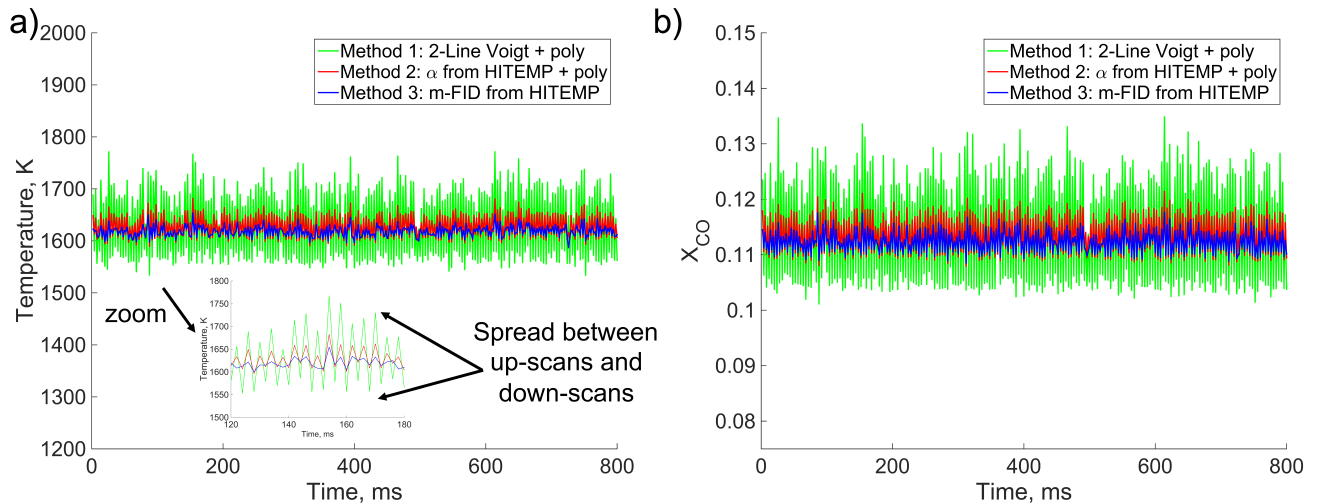 a)
2000
1900
1800
1700
1600
1500
1400
1300
1200
Temperature, K
0
200
400
600
800
Time, ms
Method 1: 2-Line Voigt + poly
Method 2: α from HITEMP + poly
Method 3: m-FID from HITEMP
zoom
1800
1750
1700
1650
1600
1550
1500
Temperature, K
120
140
160
180
Time, ms
Spread between
up-scans and
down-scans
b)
0.15
0.14
0.13
0.12
0.11
0.1
0.09
0.08
X_CO
0
200
400
600
800
Time, ms
Method 1: 2-Line Voigt + poly
Method 2: α from HITEMP + poly
Method 3: m-FID from HITEMP